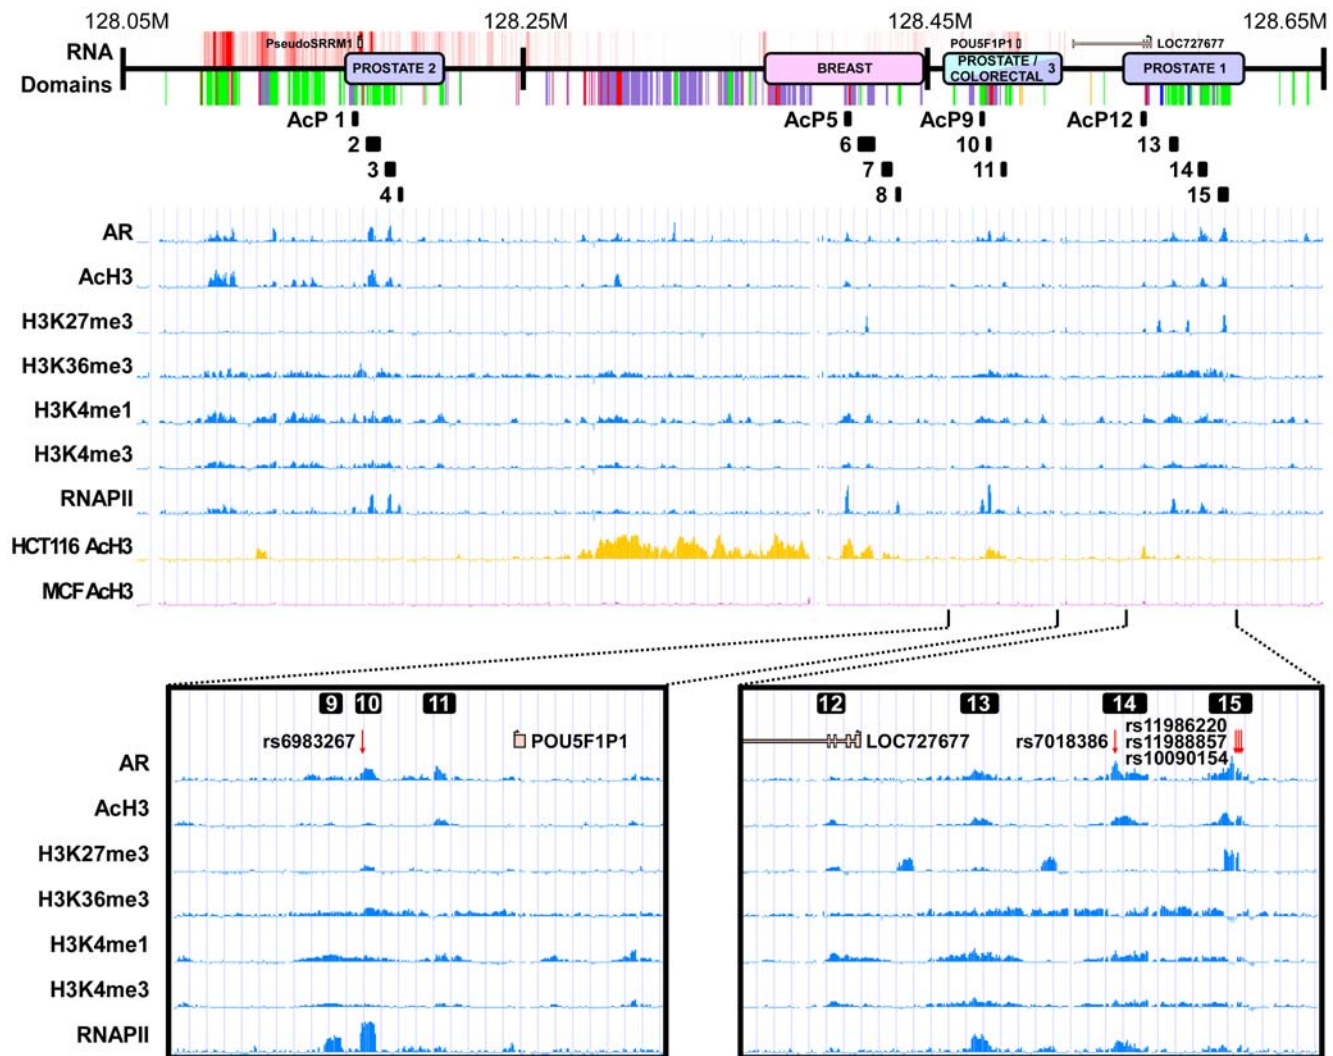 128.05M 128.25M 128.45M 128.65M
RNA PseudoSRRM1 POU5F1P1 LOC727677
PROSTATE 2 BREAST PROSTATE / COLORECTAL 3 PROSTATE 1
Domains
AcP 1 AcP5 AcP9 AcP12
2 6 10 13
3 7 11 14
4 8 15
AR
AcH3
H3K27me3
H3K36me3
H3K4me1
H3K4me3
RNAPII
HCT116 AcH3
MCFAcH3
9 10 11
rs6983267 POU5F1P1
AR
AcH3
H3K27me3
H3K36me3
H3K4me1
H3K4me3
RNAPII
12 13 14 15
LOC727677 rs7018386
rs11986220
rs11988857
rs10090154